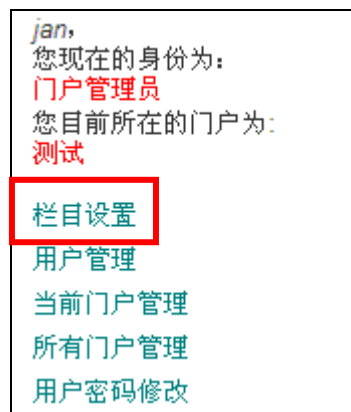 jan，
您现在的身份为：
门户管理员
您目前所在的门户为:
测试
栏目设置
用户管理
当前门户管理
所有门户管理
用户密码修改